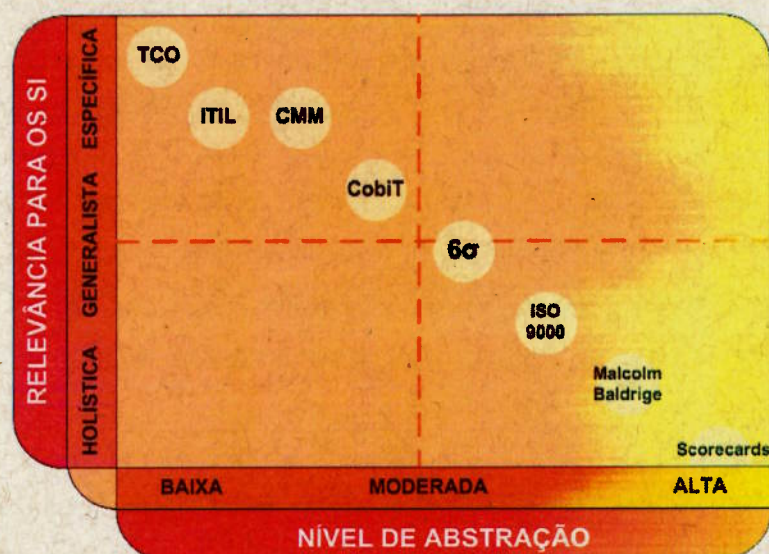 RELEVÂNCIA PARA OS SI
ESPECÍFICA
GENERALISTA
HOLÍSTICA
TCO
ITIL
CMM
CobiT
6σ
ISO
9000
Malcolm
Baldrige
Scorecards
BAIXA
MODERADA
ALTA
NÍVEL DE ABSTRAÇÃO